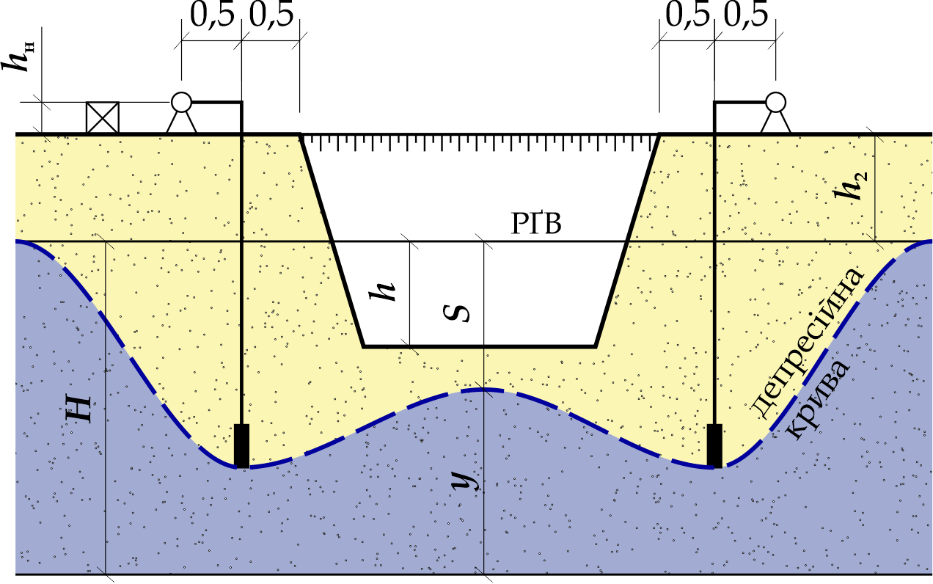 0,5 0,5
0,5 0,5
hн
h2
РҐВ
h
S
H
y
депресійна
крива